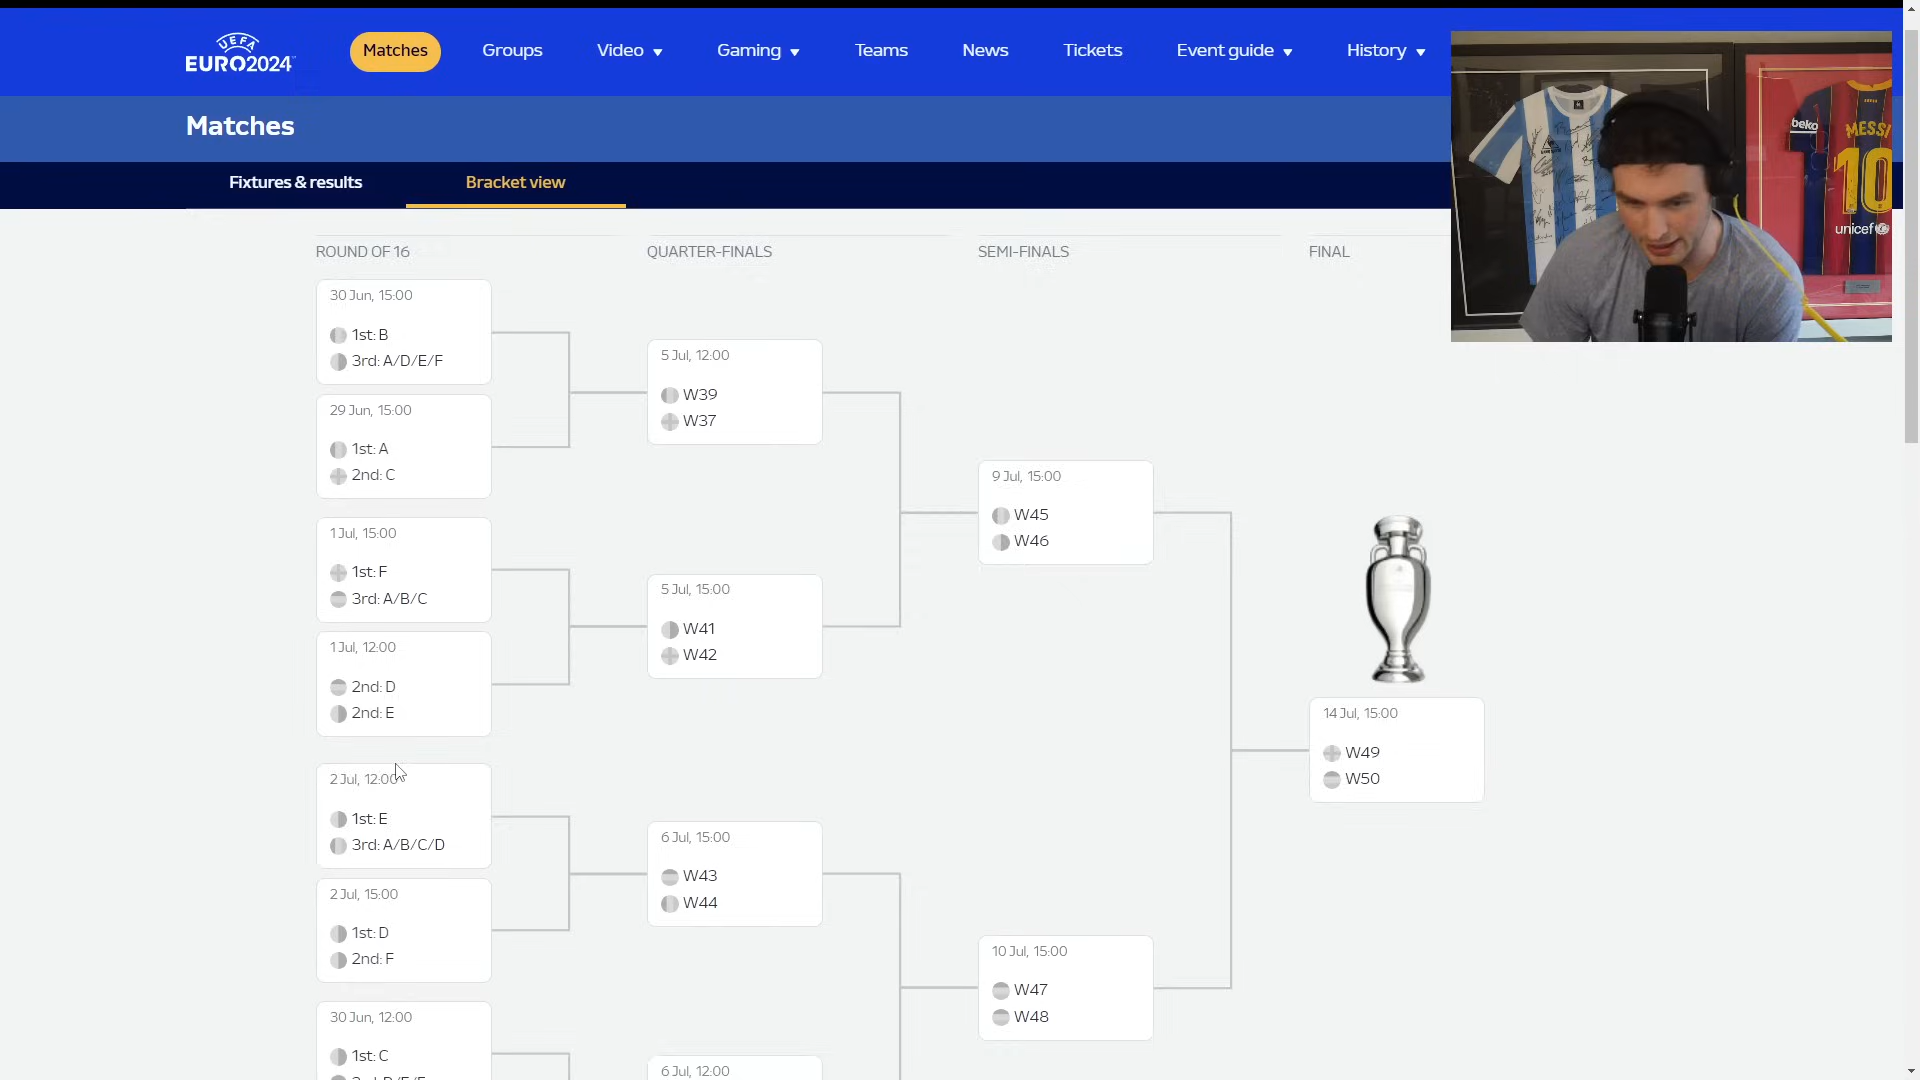 UEFA
EURO2024
Matches
Groups
Video
Gaming
Teams
News
Tickets
Event guide
History
Matches
Fixtures & results
Bracket view
ROUND OF 16
QUARTER-FINALS
SEMI-FINALS
FINAL
30 Jun, 15:00
1st: B
3rd: A/D/E/F
29 Jun, 15:00
1st: A
2nd: C
1 Jul, 15:00
1st: F
3rd: A/B/C
1 Jul, 12:00
2nd: D
2nd: E
2 Jul, 12:00
1st: E
3rd: A/B/C/D
2 Jul, 15:00
1st: D
2nd: F
30 Jun, 12:00
1st: C
5 Jul, 12:00
W39
W37
5 Jul, 15:00
W41
W42
6 Jul, 15:00
W43
W44
6 Jul, 12:00
9 Jul, 15:00
W45
W46
10 Jul, 15:00
W47
W48
14 Jul, 15:00
W49
W50
beko
MESSI
10
unicef